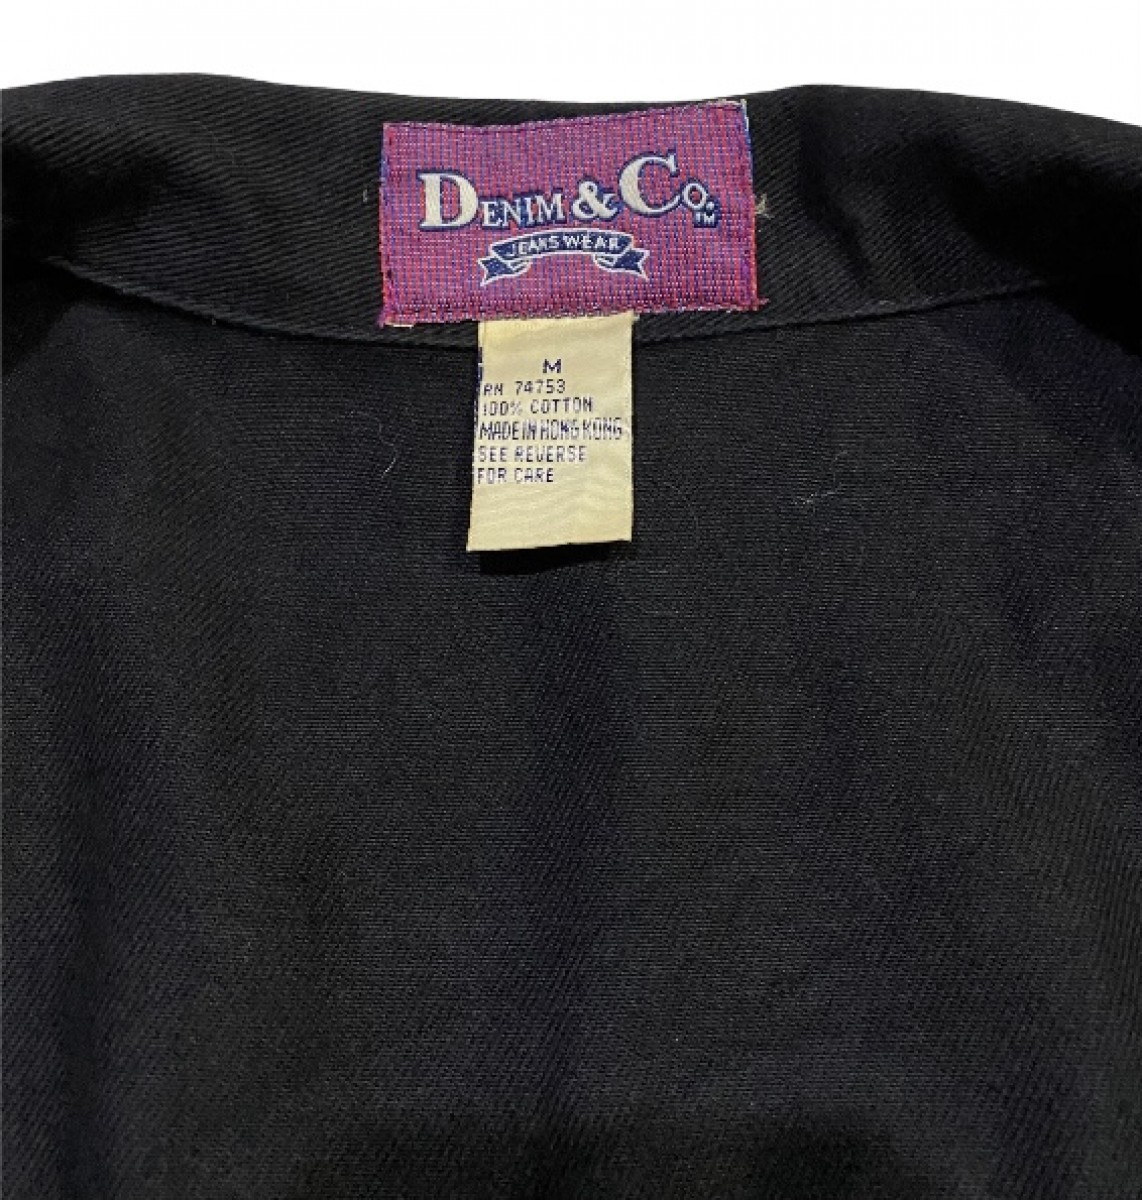 DENIM & CO.™
JEANSWEAR
M
RN 74753
100% COTTON
MADE IN HONG KONG
SEE REVERSE
FOR CARE